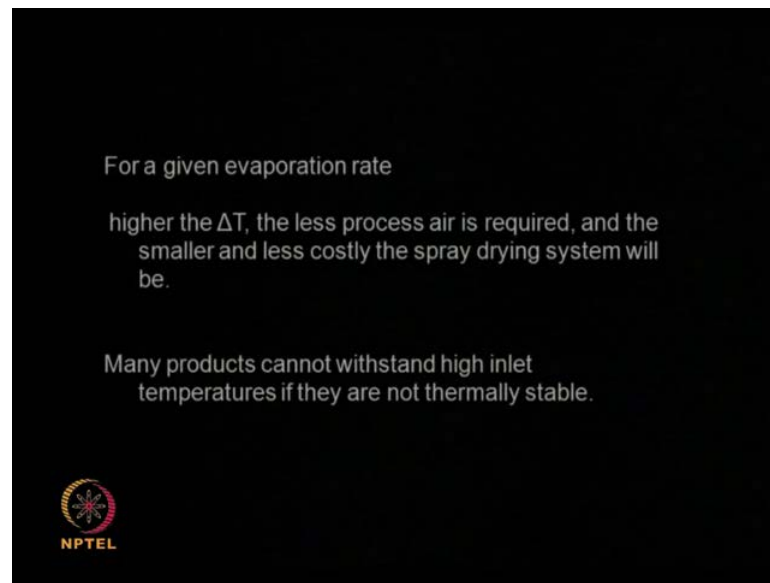 For a given evaporation rate
higher the ΔT, the less process air is required, and the
smaller and less costly the spray drying system will
be.
Many products cannot withstand high inlet
temperatures if they are not thermally stable.
NPTEL